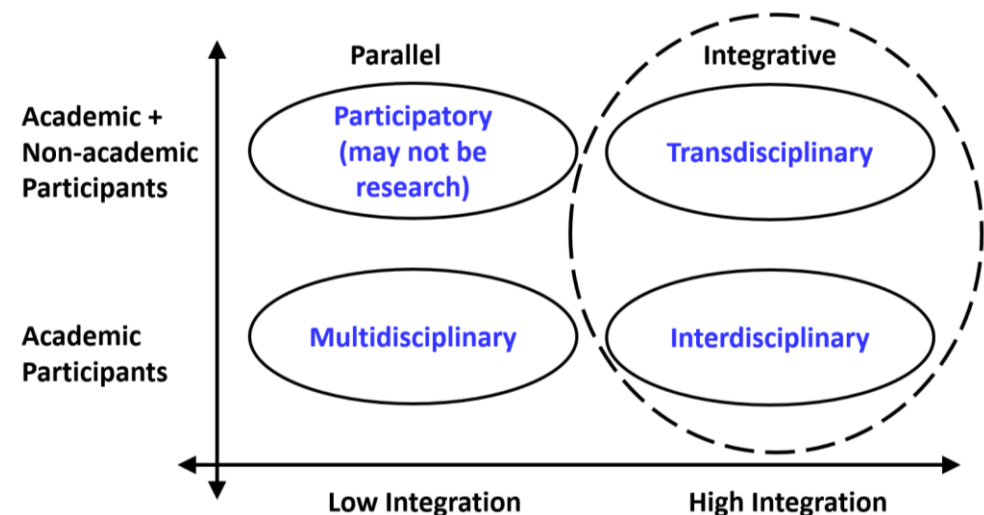 Parallel
Integrative
Academic +
Non-academic
Participants
Participatory
(may not be
research)
Transdisciplinary
Academic
Participants
Multidisciplinary
Interdisciplinary
Low Integration
High Integration